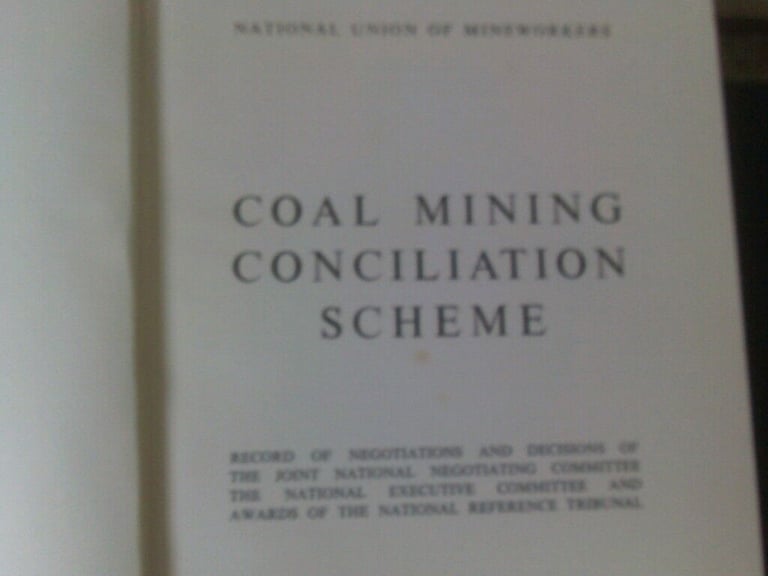 NATIONAL UNION OF MINEWORKERS
COAL MINING
CONCILIATION
SCHEME
RECORD OF NEGOTIATIONS AND DECISIONS OF
THE JOINT NATIONAL NEGOTIATING COMMITTEE
THE NATIONAL EXECUTIVE COMMITTEE AND
AWARDS OF THE NATIONAL REFERENCE TRIBUNAL